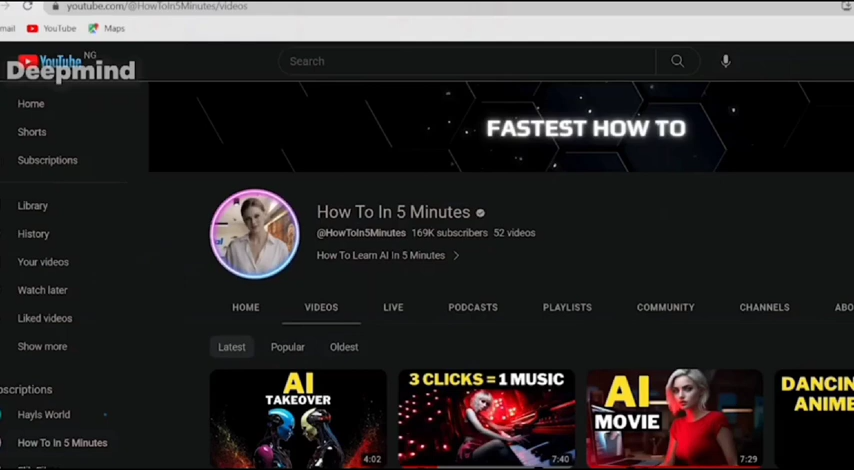 youtube.com/@HowToIn5Minutes/videos
mail YouTube Maps
YouTube NG
Deepmind
Search
Home
FASTEST HOW TO
Shorts
Subscriptions
Library
How To In 5 Minutes
History
@HowToIn5Minutes 169K subscribers 52 videos
How To Learn AI In 5 Minutes
Your videos
Watch later
HOME VIDEOS LIVE PODCASTS PLAYLISTS COMMUNITY CHANNELS ABO
Liked videos
Show more
Latest Popular Oldest
bscriptions
AI
TAKEOVER
4:02
3 CLICKS = 1 MUSIC
7:40
AI
MOVIE
7:29
DANCIN
ANIME
Hayls World
How To In 5 Minutes